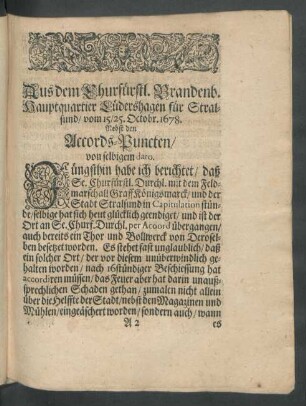 Aus dem Churfürstl. Brandenb.
Hauptquartier Lüdershagen für Stral
sund/ vom 15/25. Octobr. 1678.
Nebst den
Accords-Puncten/
von selbigem dato.
Jüngsthin habe ich berichtet/ daß
Se. Churfürstl. Durchl. mit dem Feld-
marschall Graff Königsmarck/ und der
Stadt Stralsund in Capitulation stün-
de/ selbige hat sich heut glücklich geendiget/ und ist der
Ort an Se. Churf. Durchl. per Accord übergangen/
auch bereits ein Thor und Bollwerck von Derosel-
ben besetzet worden. Es stehet fast unglaublich/ daß
ein solcher Ort/ der vor diesem unüberwindlich ge-
halten worden/ nach 16stündiger Beschiessung hat
accordiren müssen/ das Feuer aber hat darin unauß-
sprechlichen Schaden gethan/ zumalen nicht allein
über die Helffte der Stadt/ nebst den Magazinen und
Mühlen/ eingeäschert worden/ sondern auch/ wann
A 2 es